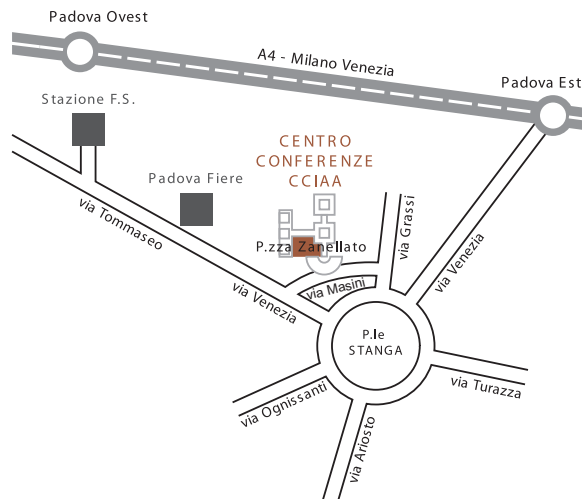 Padova Ovest
A4 - Milano Venezia
Padova Est
Stazione F.S.
CENTRO
CONFERENZE
CCIAA
Padova Fiere
via Tommaseo
P.zza Zanellato
via Grassi
via Venezia
via Masini
via Venezia
P.le
STANGA
via Turazza
via Ognissanti
via Ariosto